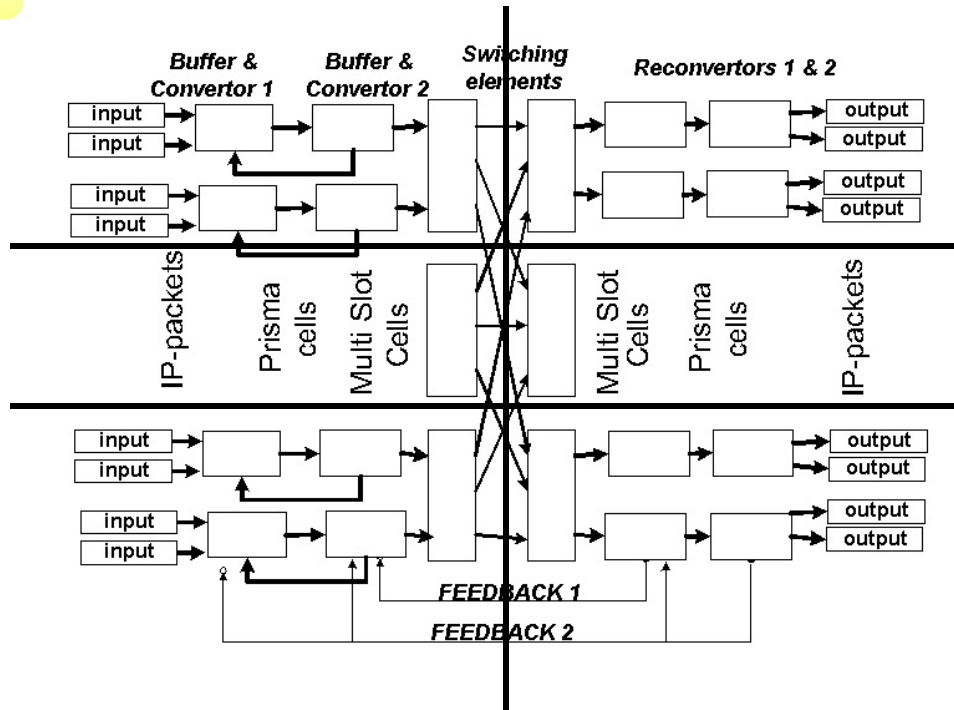 Buffer &
Convertor 1
Buffer &
Convertor 2
Switching
elements
Reconvertors 1 & 2
input
input
output
output
input
input
output
output
IP-packets
Prisma
cells
Multi Slot
Cells
Multi Slot
Cells
Prisma
cells
IP-packets
input
input
output
output
input
input
output
output
FEEDBACK 1
FEEDBACK 2